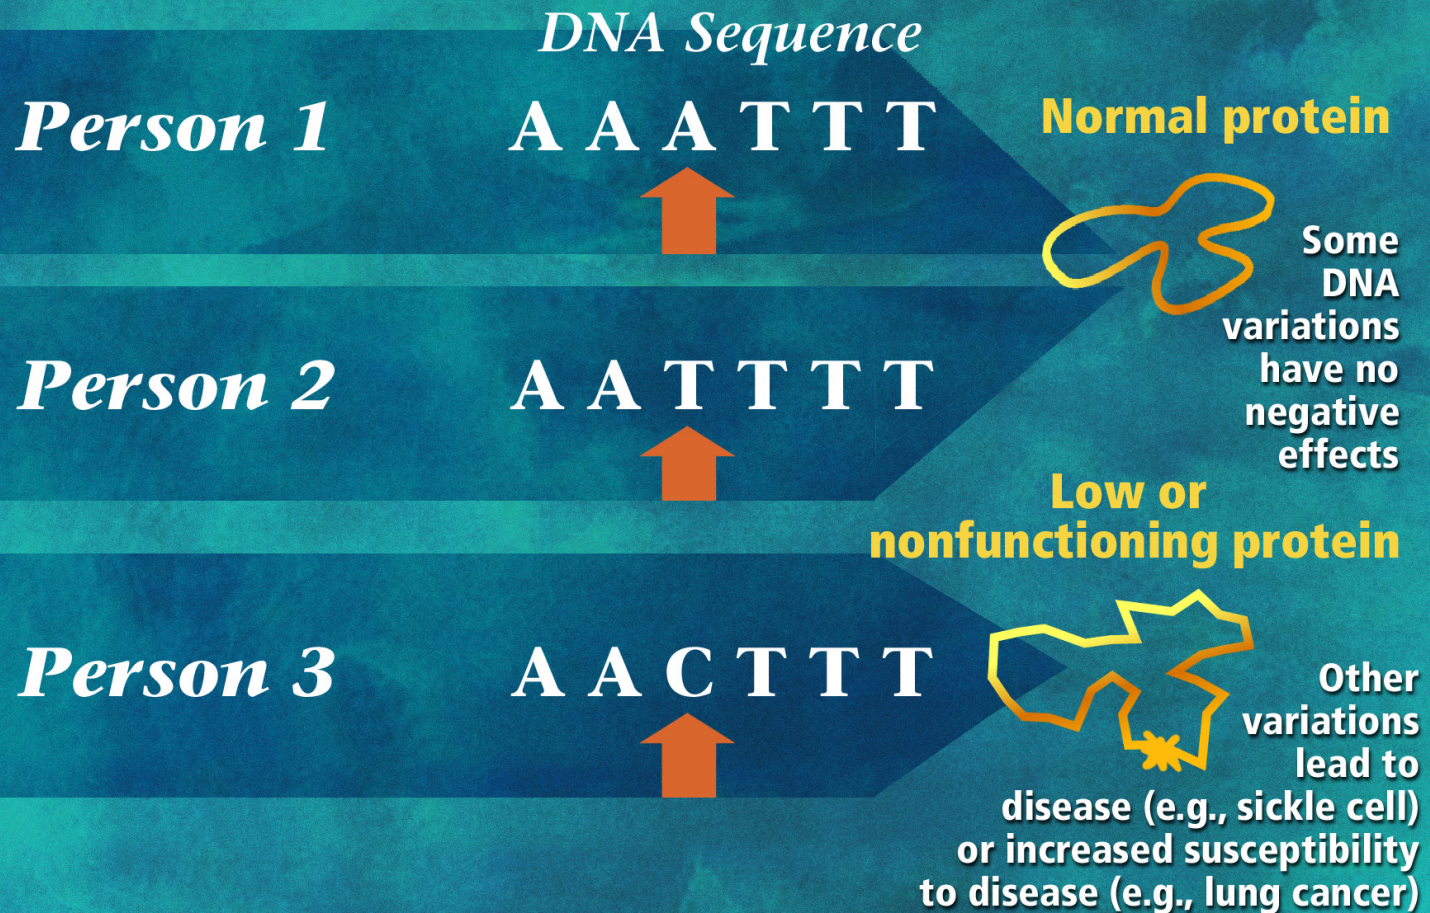 DNA Sequence
Person 1
A A A T T T
Normal protein
Some
DNA
variations
have no
negative
effects
Person 2
A A T T T T
Low or
nonfunctioning protein
Person 3
A A C T T T
Other
variations
lead to
disease (e.g., sickle cell)
or increased susceptibility
to disease (e.g., lung cancer)